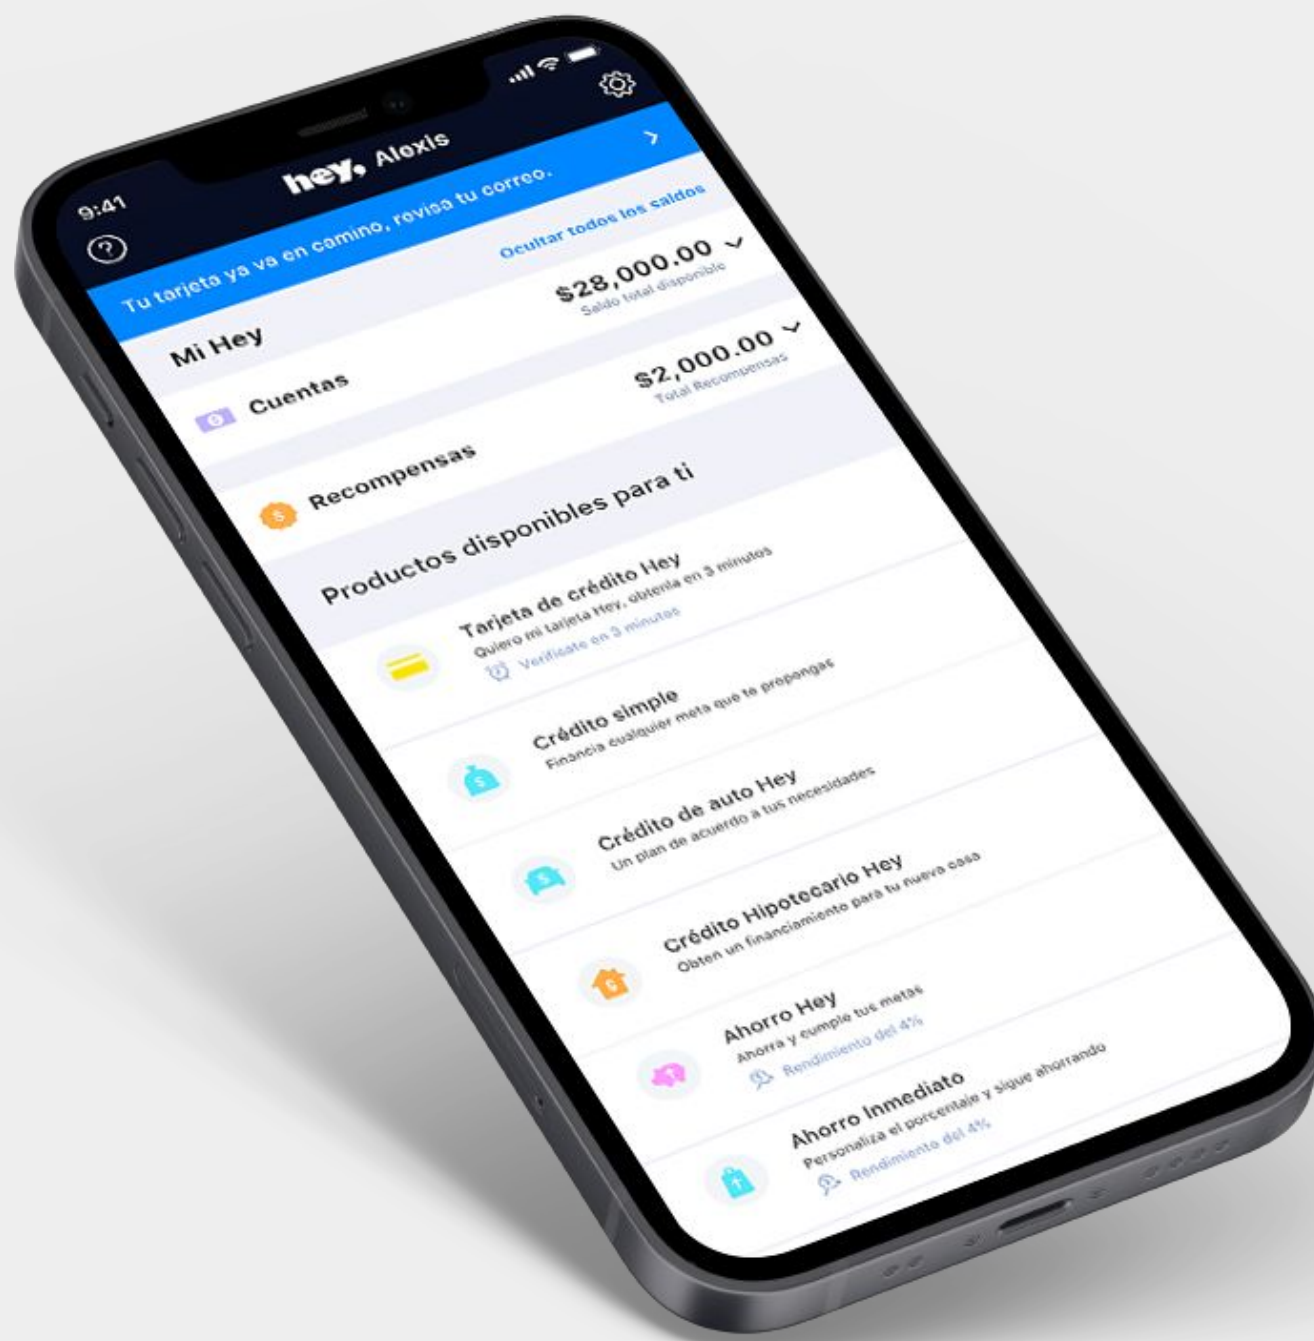 9:41
hey, Alexis
Tu tarjeta ya va en camino, revisa tu correo.
Mi Hey
Ocultar todos los saldos
Cuentas
$28,000.00
Saldo total disponible
Recompensas
$2,000.00
Total Recompensas
Productos disponibles para ti
Tarjeta de crédito Hey
Quiero mi tarjeta Hey, obtenla en 3 minutos
Verifícate en 3 minutos
Crédito simple
Financia cualquier meta que te propongas
Crédito de auto Hey
Un plan de acuerdo a tus necesidades
Crédito Hipotecario Hey
Obten un financiamiento para tu nueva casa
Ahorro Hey
Ahorra y cumple tus metas
Rendimiento del 4%
Ahorro Inmediato
Personaliza el porcentaje y sigue ahorrando
Rendimiento del 4%